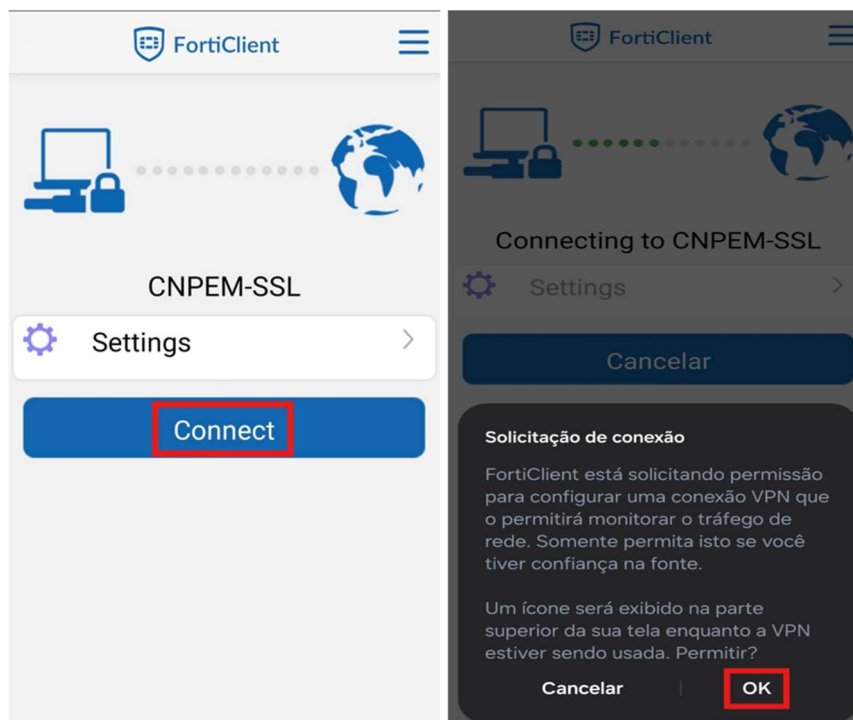 FortiClient
CNPEM-SSL
Settings
Connect
FortiClient
Connecting to CNPEM-SSL
Settings
Cancelar
Solicitação de conexão
FortiClient está solicitando permissão
para configurar uma conexão VPN que
o permitirá monitorar o tráfego de
rede. Somente permita isto se você
tiver confiança na fonte.
Um ícone será exibido na parte
superior da sua tela enquanto a VPN
estiver sendo usada. Permitir?
Cancelar OK